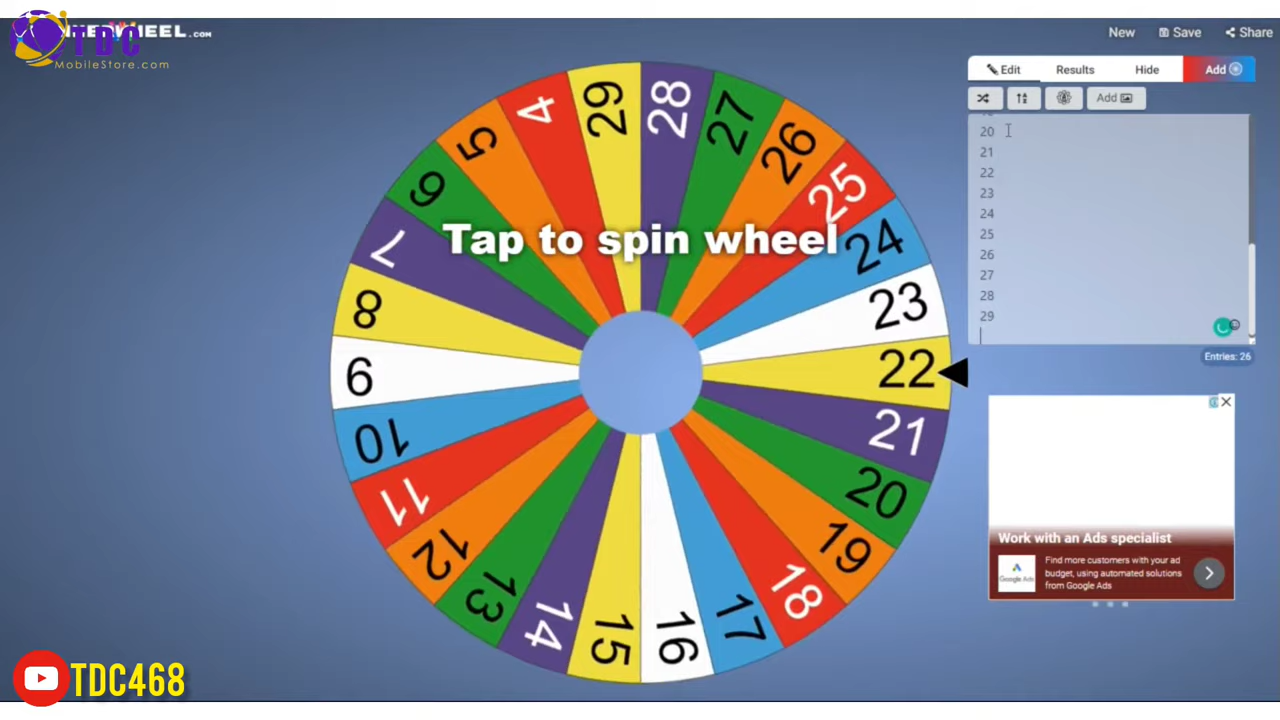 TDC
MobileStore.com
WHEEL.COM
New
Save
Share
Edit
Results
Hide
Add
Add
20
21
22
23
24
25
26
27
28
29
Entries: 26
Tap to spin wheel
28
27
26
25
24
23
22
21
20
19
18
17
16
15
14
13
12
11
10
9
8
7
6
5
4
29
Work with an Ads specialist
Google Ads
Find more customers with your ad
budget, using automated solutions
from Google Ads
TDC468